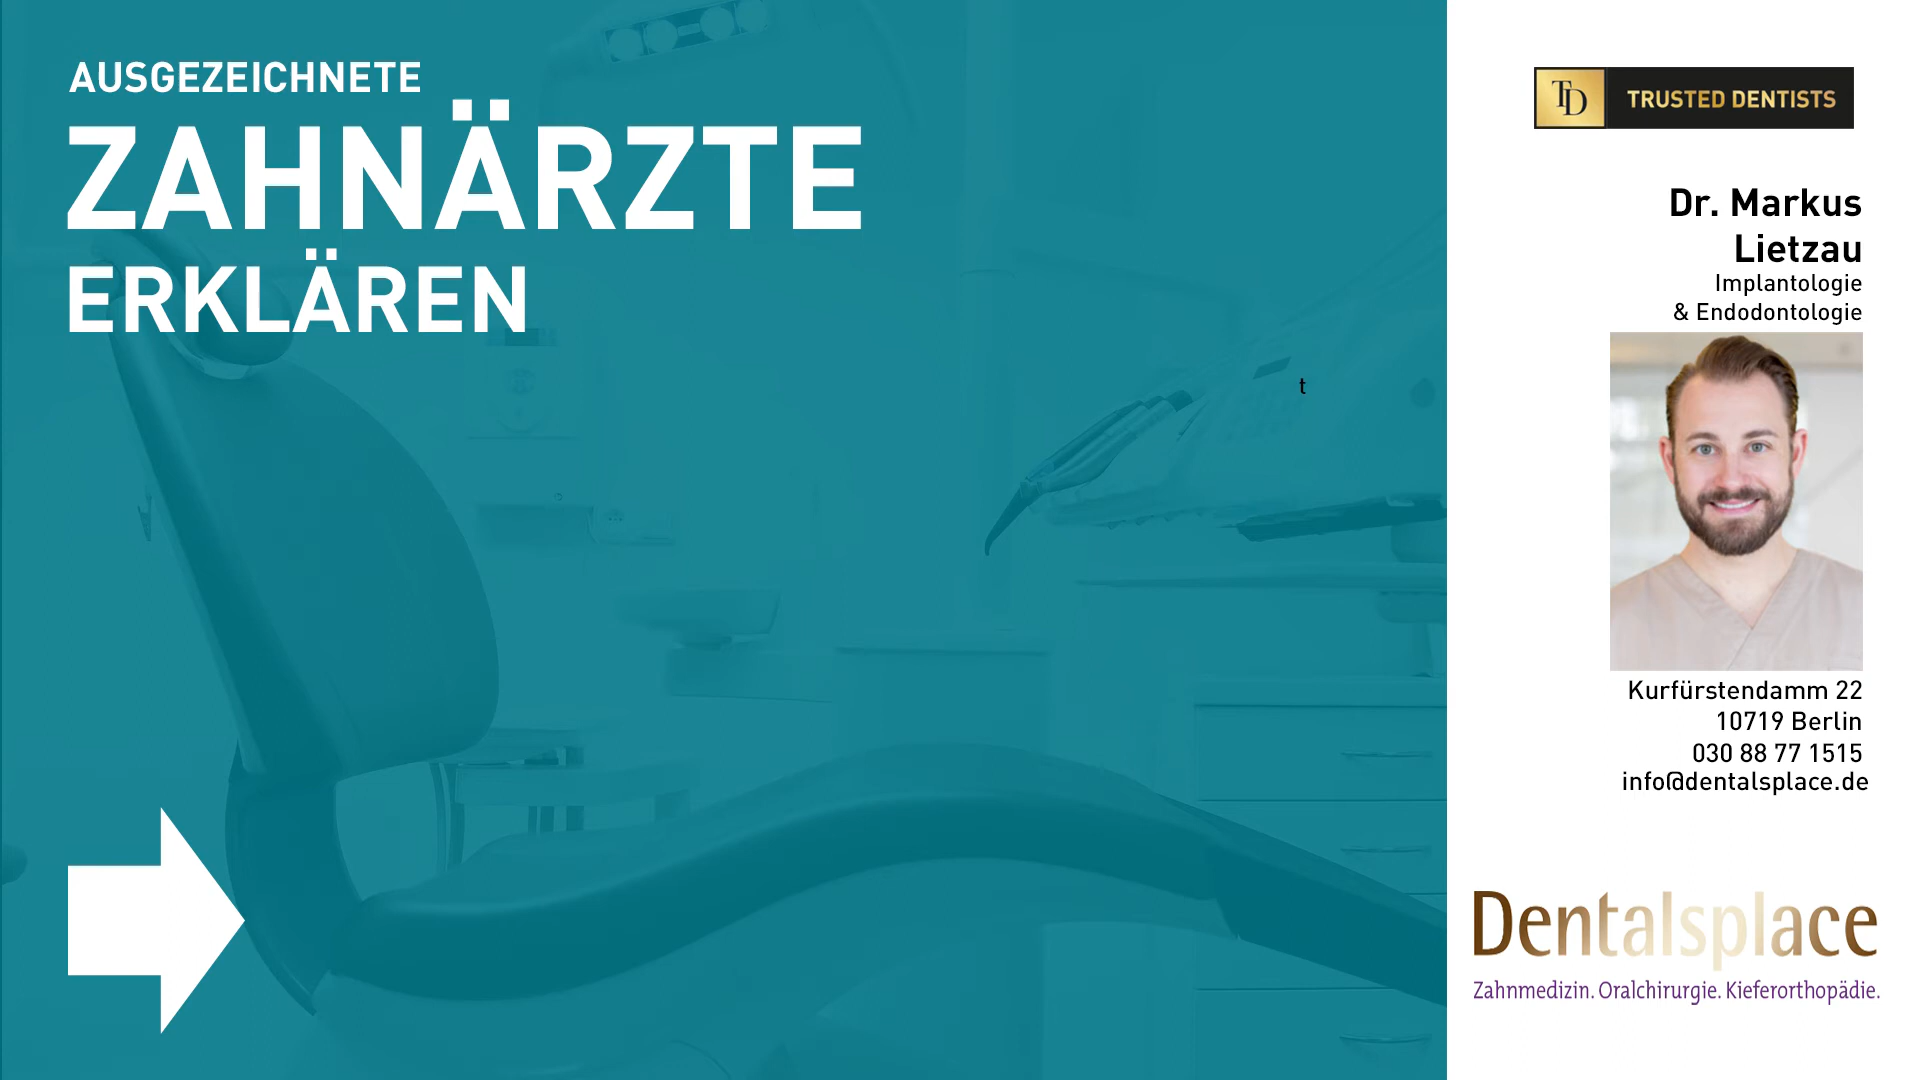 AUSGEZEICHNETE
ZAHNÄRZTE
ERKLÄREN
t
TD TRUSTED DENTISTS
Dr. Markus
Lietzau
Implantologie
& Endodontologie
Kurfürstendamm 22
10719 Berlin
030 88 77 1515
info@dentalsplace.de
Dentalsplace
Zahnmedizin. Oralchirurgie. Kieferorthopädie.